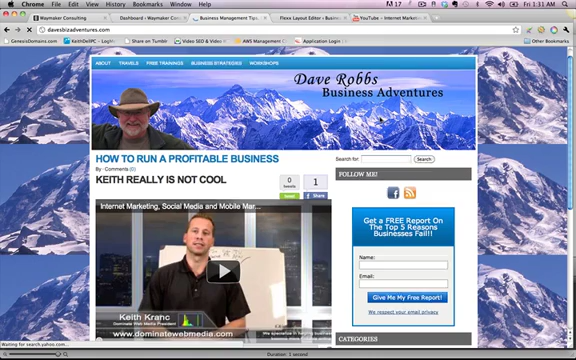 Chrome File Edit View History Bookmarks Window Help
17
Fri 1:31 AM
Waymaker Consulting
Dashboard ‹ Waymaker Cons
Business Management Tips,
Flexx Layout Editor ‹ Busine
YouTube - Internet Marketi
davesbizadventures.com
GenesisDomains.com
Share on Tumblr
Video SEO & Video
AWS Management C
Application Login
Other Bookmarks
ABOUT TRAVELS FREE TRAININGS BUSINESS STRATEGIES WORKSHOPS
Dave Robbs
Business Adventures
HOW TO RUN A PROFITABLE BUSINESS
By · Comments (0)
KEITH REALLY IS NOT COOL
0
tweets
tweet
1
Share
Internet Marketing, Social Media and Mobile Mar...
Keith Kranc
Dominate Web Media President
www.dominatewebmedia.com
Search for:
Search
FOLLOW ME!
Get a FREE Report On
The Top 5 Reasons
Businesses Fail!!
Name:
Email:
Give Me My Free Report!
We respect your email privacy
CATEGORIES
Waiting for search.yahoo.com...
Duration: 1 second